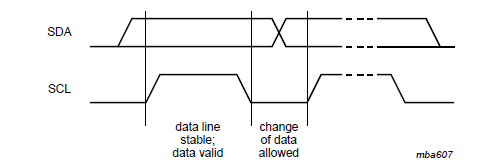 SDA
SCL
data line
stable;
data valid
change
of data
allowed
mba607